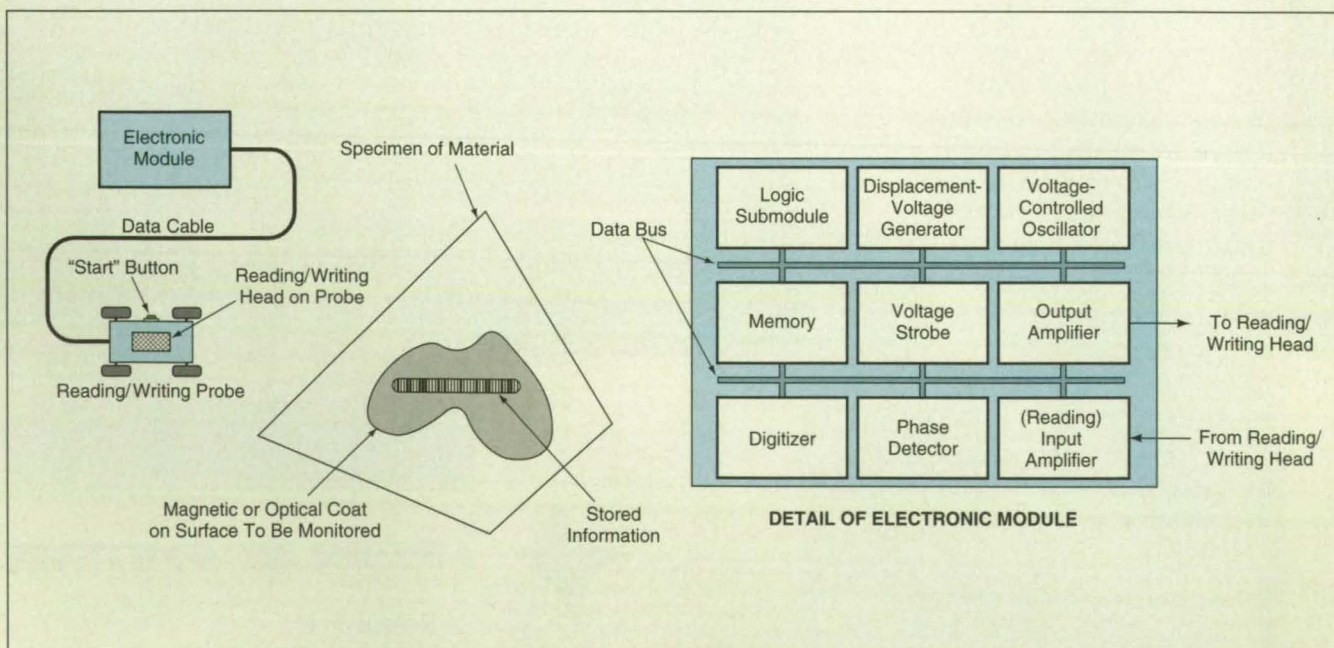 Electronic
Module
Data Cable
"Start" Button
Reading/Writing
Head on Probe
Reading/Writing Probe
Specimen of Material
Magnetic or Optical Coat
on Surface To Be Monitored
Stored
Information
Data Bus
Logic
Submodule
Displacement-
Voltage
Generator
Voltage-
Controlled
Oscillator
Memory
Voltage
Strobe
Output
Amplifier
To Reading/
Writing Head
Digitizer
Phase
Detector
(Reading)
Input
Amplifier
From Reading/
Writing Head
DETAIL OF ELECTRONIC MODULE